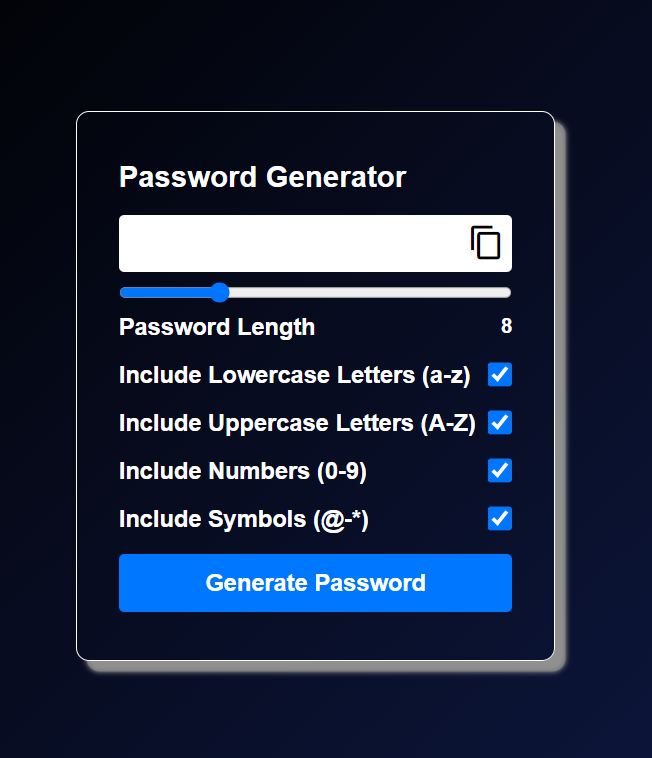 Password Generator
Password Length 8
Include Lowercase Letters (a-z)
Include Uppercase Letters (A-Z)
Include Numbers (0-9)
Include Symbols (@-*)
Generate Password